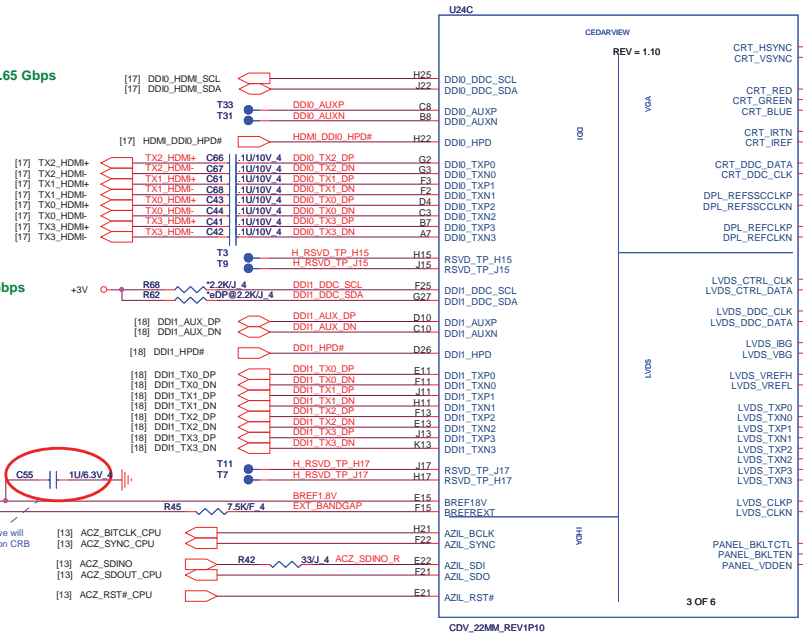 U24C
CEDARVIEW
REV = 1.10
.65 Gbps
[17] DDI0_HDMI_SCL H25 DDI0_DDC_SCL
[17] DDI0_HDMI_SDA J22 DDI0_DDC_SDA
T33 DDI0_AUXP C8 DDI0_AUXP
T31 DDI0_AUXN B8 DDI0_AUXN
[17] HDMI_DDI0_HPD# HDMI_DDI0_HPD# H22 DDI0_HPD
[17] TX2_HDMI+ TX2_HDMI+ C66 .1U/10V_4 DDI0_TX2_DP G2 DDI0_TXP0
[17] TX2_HDMI- TX2_HDMI- C67 .1U/10V_4 DDI0_TX2_DN G3 DDI0_TXN0
[17] TX1_HDMI+ TX1_HDMI+ C61 .1U/10V_4 DDI0_TX1_DP F3 DDI0_TXP1
[17] TX1_HDMI- TX1_HDMI- C68 .1U/10V_4 DDI0_TX1_DN F2 DDI0_TXN1
[17] TX0_HDMI+ TX0_HDMI+ C43 .1U/10V_4 DDI0_TX0_DP D4 DDI0_TXP2
[17] TX0_HDMI- TX0_HDMI- C44 .1U/10V_4 DDI0_TX0_DN C3 DDI0_TXN2
[17] TX3_HDMI+ TX3_HDMI+ C41 .1U/10V_4 DDI0_TX3_DP B7 DDI0_TXP3
[17] TX3_HDMI- TX3_HDMI- C42 .1U/10V_4 DDI0_TX3_DN A7 DDI0_TXN3
T3 H_RSVD_TP_H15 H15 RSVD_TP_H15
T9 H_RSVD_TP_J15 J15 RSVD_TP_J15
bps
+3V
R68 *2.2K/J_4 DDI1_DDC_SCL F25 DDI1_DDC_SCL
R62 *eDP@2.2K/J_4 DDI1_DDC_SDA G27 DDI1_DDC_SDA
[18] DDI1_AUX_DP DDI1_AUX_DP D10 DDI1_AUXP
[18] DDI1_AUX_DN DDI1_AUX_DN C10 DDI1_AUXN
[18] DDI1_HPD# DDI1_HPD# D26 DDI1_HPD
[18] DDI1_TX0_DP DDI1_TX0_DP E11 DDI1_TXP0
[18] DDI1_TX0_DN DDI1_TX0_DN F11 DDI1_TXN0
[18] DDI1_TX1_DP DDI1_TX1_DP J11 DDI1_TXP1
[18] DDI1_TX1_DN DDI1_TX1_DN H11 DDI1_TXN1
[18] DDI1_TX2_DP DDI1_TX2_DP F13 DDI1_TXP2
[18] DDI1_TX2_DN DDI1_TX2_DN E13 DDI1_TXN2
[18] DDI1_TX3_DP DDI1_TX3_DP J13 DDI1_TXP3
[18] DDI1_TX3_DN DDI1_TX3_DN K13 DDI1_TXN3
T11 H_RSVD_TP_H17 J17 RSVD_TP_J17
T7 H_RSVD_TP_J17 H17 RSVD_TP_H17
C55 1U/6.3V_4
BREF1.8V E15 BREF18V
R45 7.5K/F_4 EXT_BANDGAP F15 BREFREXT
ve will
on CRB
[13] ACZ_BITCLK_CPU H21 AZIL_BCLK
[13] ACZ_SYNC_CPU F22 AZIL_SYNC
[13] ACZ_SDINO R42 33/J_4 ACZ_SDINO_R E22 AZIL_SDI
[13] ACZ_SDOUT_CPU F21 AZIL_SDO
[13] ACZ_RST#_CPU E21 AZIL_RST#
DDI
VGA
LVDS
IHDA
CRT_HSYNC
CRT_VSYNC
CRT_RED
CRT_GREEN
CRT_BLUE
CRT_IRTN
CRT_IREF
CRT_DDC_DATA
CRT_DDC_CLK
DPL_REFSSCCLKP
DPL_REFSSCCLKN
DPL_REFCLKP
DPL_REFCLKN
LVDS_CTRL_CLK
LVDS_CTRL_DATA
LVDS_DDC_CLK
LVDS_DDC_DATA
LVDS_IBG
LVDS_VBG
LVDS_VREFH
LVDS_VREFL
LVDS_TXP0
LVDS_TXN0
LVDS_TXP1
LVDS_TXN1
LVDS_TXP2
LVDS_TXN2
LVDS_TXP3
LVDS_TXN3
LVDS_CLKP
LVDS_CLKN
PANEL_BKLTCTL
PANEL_BKLTEN
PANEL_VDDEN
3 OF 6
CDV_22MM_REV1P10